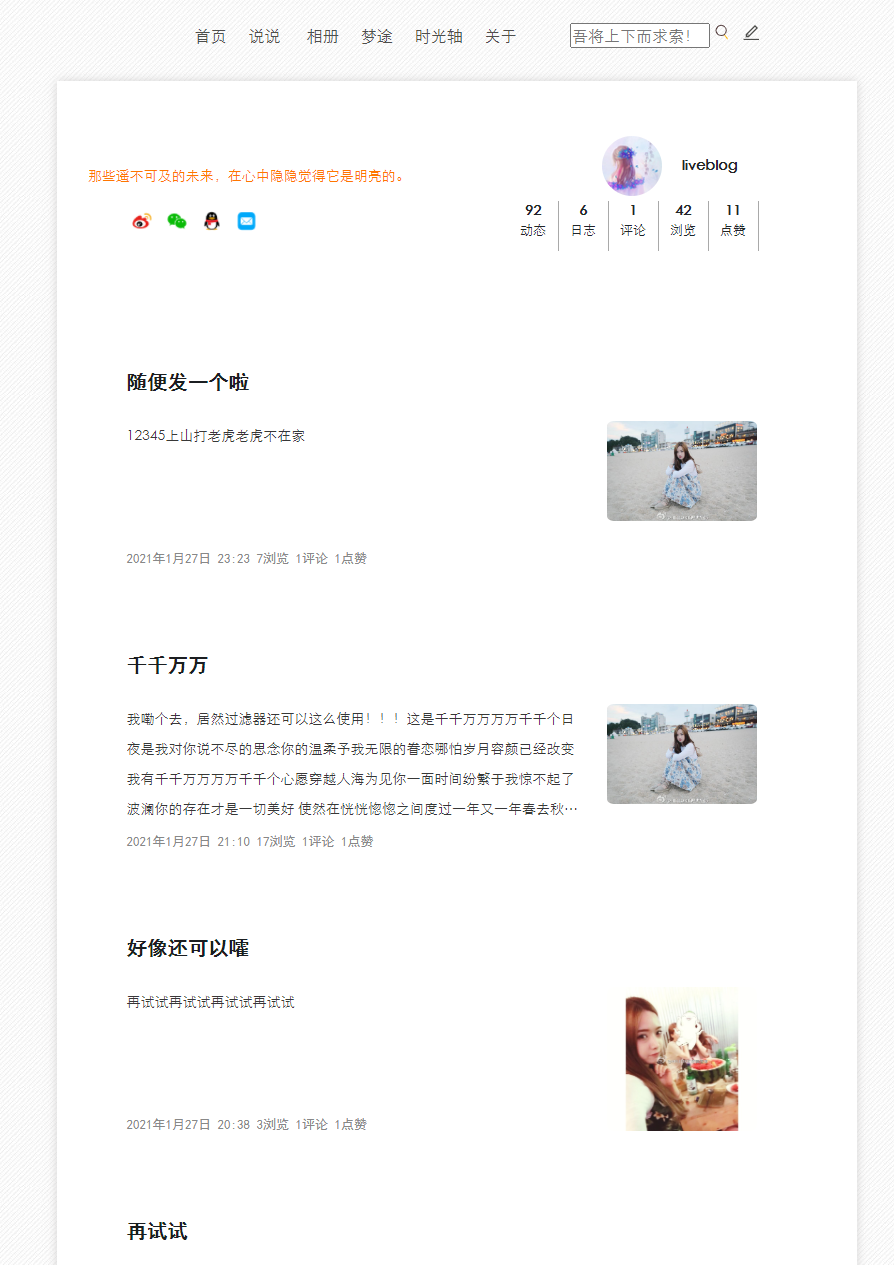 首页 说说 相册 梦途 时光轴 关于 吾将上下而求索！
liveblog
那些遥不可及的未来，在心中隐隐觉得它是明亮的。
92 6 1 42 11
动态 日志 评论 浏览 点赞
随便发一个啦
12345上山打老虎老虎不在家
2021年1月27日 23:23 7浏览 1评论 1点赞
千千万万
我嘞个去，居然过滤器还可以这么使用！！！这是千千万万万千千个日
夜是我对你说不尽的思念你的温柔予我无限的眷恋哪怕岁月容颜已经改变
我有千千万万万千千个心愿穿越人海为见你一面时间纷繁于我惊不起了
波澜你的存在才是一切美好 使然在恍恍惚惚之间度过一年又一年春去秋…
2021年1月27日 21:10 17浏览 1评论 1点赞
好像还可以嚯
再试试再试试再试试再试试
2021年1月27日 20:38 3浏览 1评论 1点赞
再试试